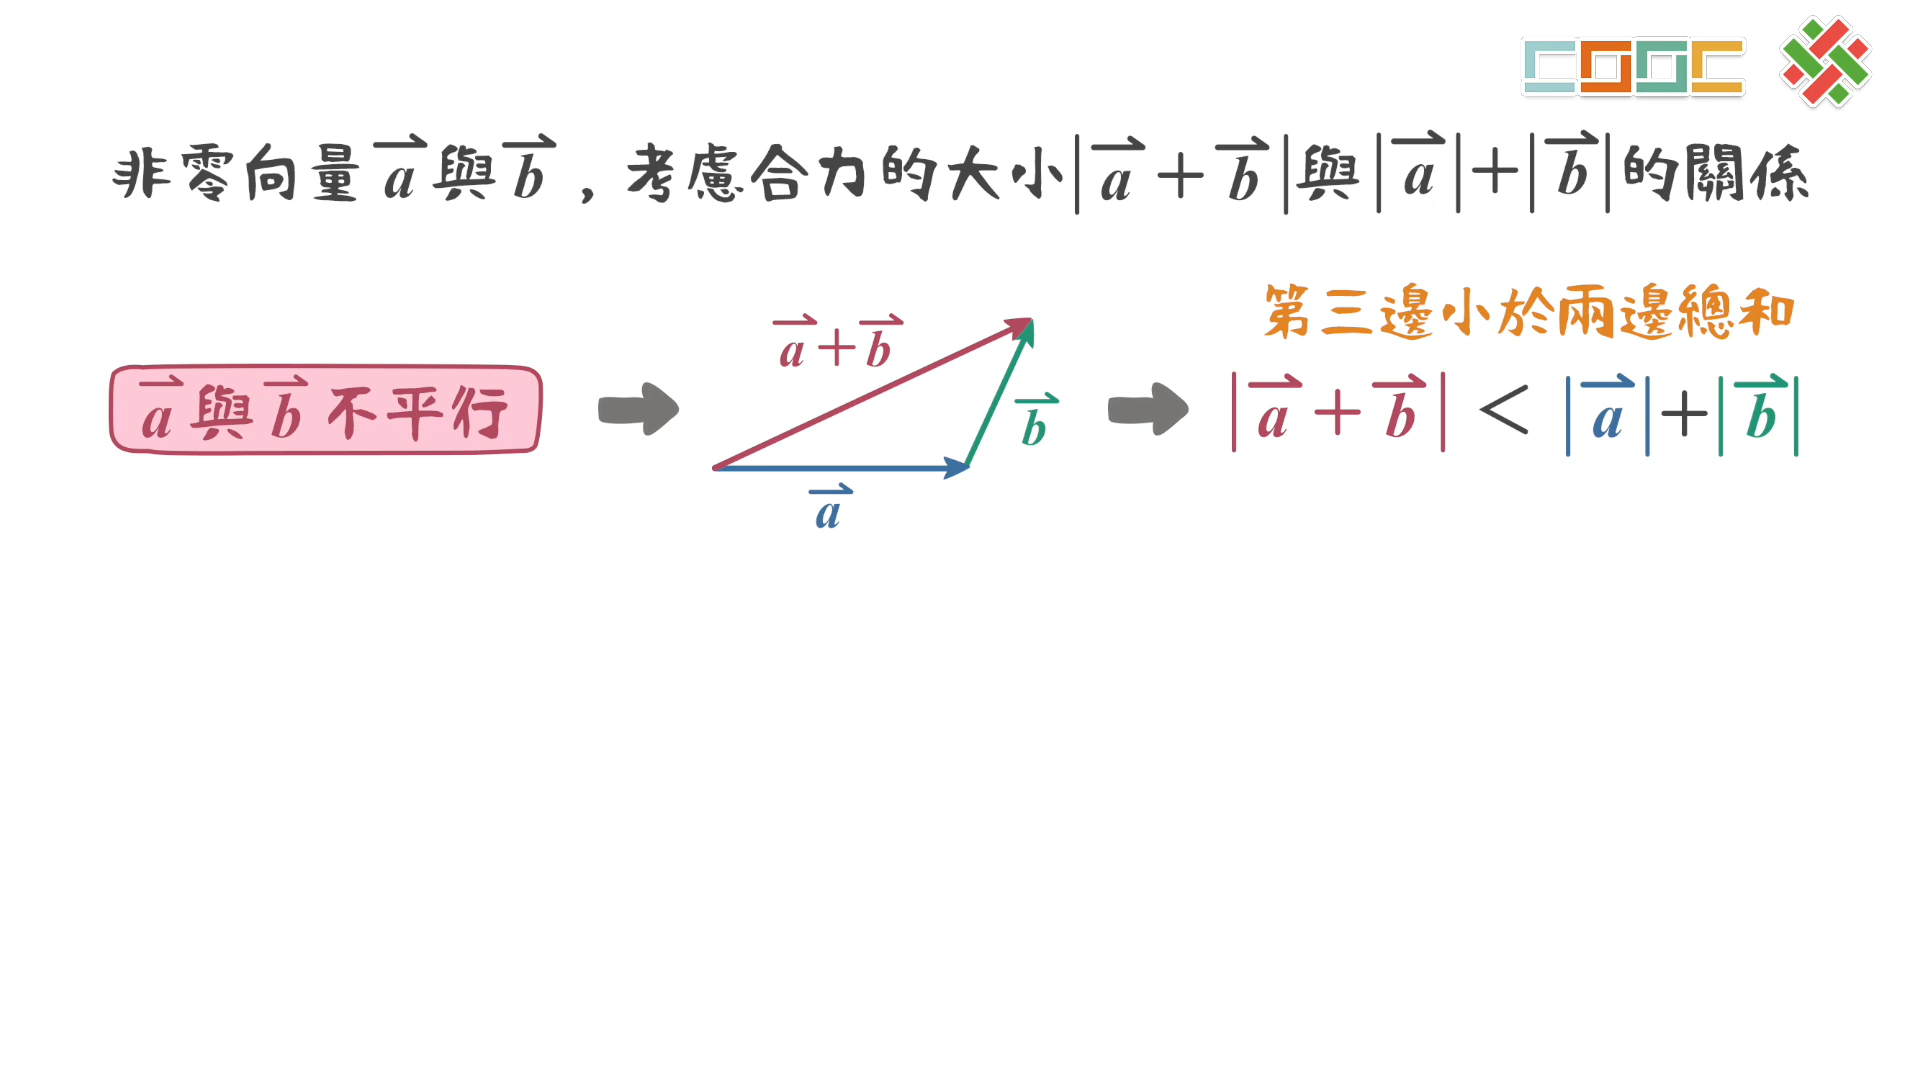 非零向量 a⃗ 與 b⃗ , 考慮合力的大小 |a⃗ + b⃗| 與 |a⃗| + |b⃗| 的關係
第三邊小於兩邊總和
a⃗ + b⃗
a⃗ 與 b⃗ 不平行
b⃗
|a⃗ + b⃗| < |a⃗| + |b⃗|
a⃗